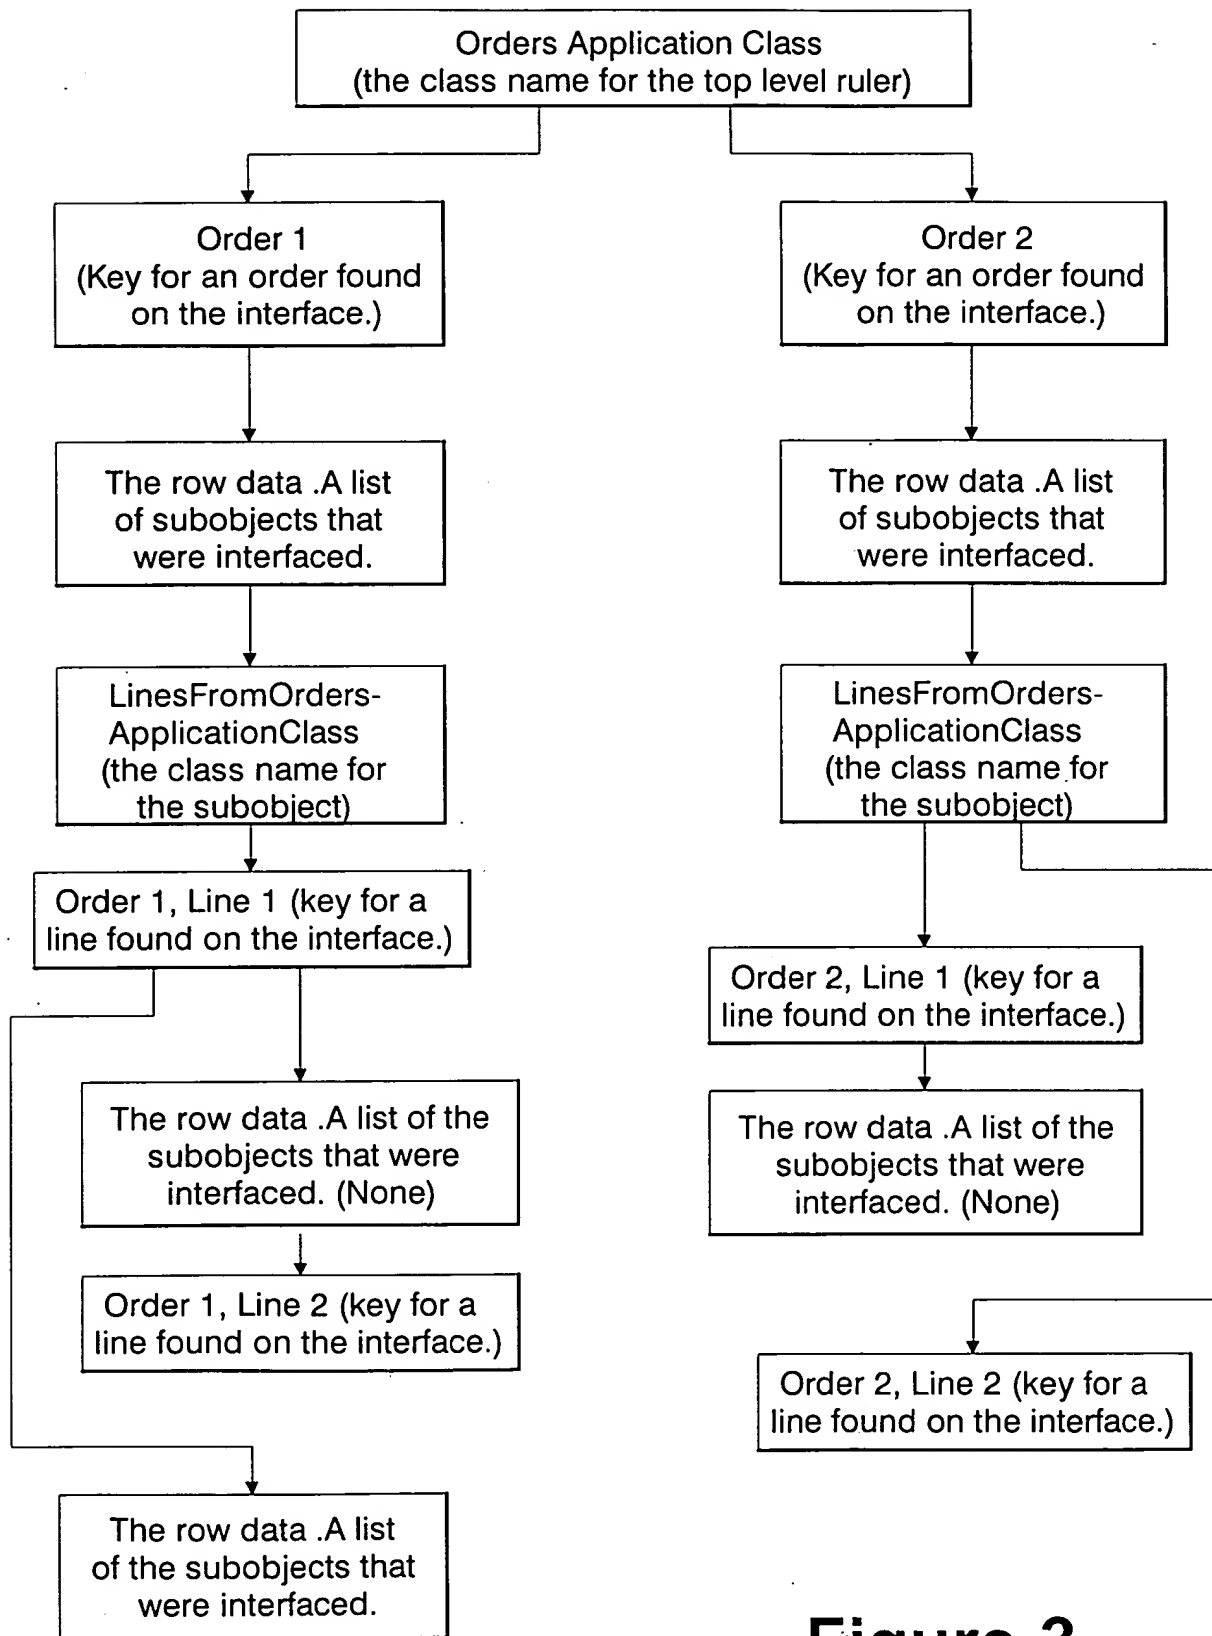 Orders Application Class
(the class name for the top level ruler)
Order 1
(Key for an order found
on the interface.)
Order 2
(Key for an order found
on the interface.)
The row data .A list
of subobjects that
were interfaced.
The row data .A list
of subobjects that
were interfaced.
LinesFromOrders-
ApplicationClass
(the class name for
the subobject)
LinesFromOrders-
ApplicationClass
(the class name for
the subobject)
Order 1, Line 1 (key for a
line found on the interface.)
Order 2, Line 1 (key for a
line found on the interface.)
The row data .A list of the
subobjects that were
interfaced. (None)
The row data .A list of the
subobjects that were
interfaced. (None)
Order 1, Line 2 (key for a
line found on the interface.)
Order 2, Line 2 (key for a
line found on the interface.)
The row data .A list
of the subobjects that
were interfaced.
Figure